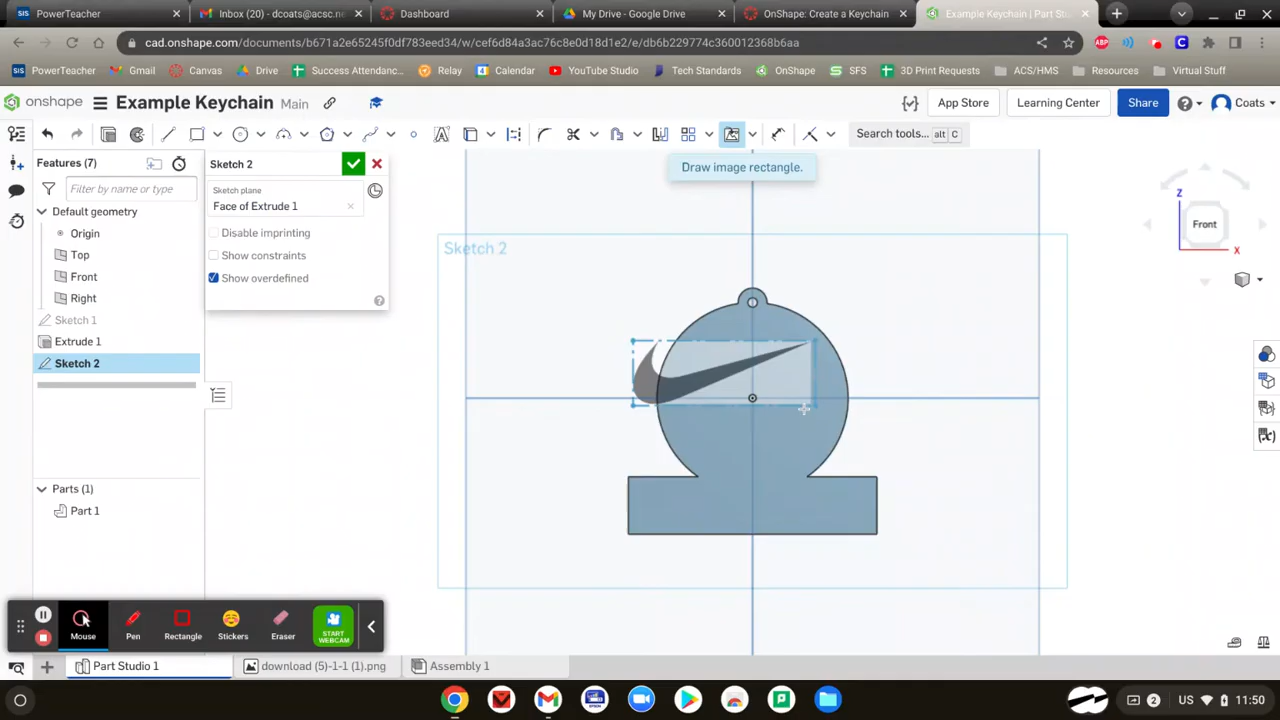 PowerTeacher
Inbox (20) - dcoats@acsc.ne
Dashboard
My Drive - Google Drive
OnShape: Create a Keychain
Example Keychain | Part Stu
cad.onshape.com/documents/b671a2e65245f0df783eed34/w/cef6d84a3ac76c8e0d18d1e2/e/db6b229774c360012368b6aa
SIS PowerTeacher
Gmail
Canvas
Drive
Success Attendanc...
Relay
Calendar
YouTube Studio
Tech Standards
OnShape
SFS
3D Print Requests
ACS/HMS
Resources
Virtual Stuff
onshape
Example Keychain
Main
App Store
Learning Center
Share
Coats
Search tools...
alt C
Features (7)
Sketch 2
Draw image rectangle.
Filter by name or type
Sketch plane
Face of Extrude 1
Default geometry
Origin
Disable imprinting
Top
Show constraints
Front
Show overdefined
Right
Sketch 1
Extrude 1
Sketch 2
Sketch 2
Z
Front
X
Parts (1)
Part 1
Mouse
Pen
Rectangle
Stickers
Eraser
START
WEBCAM
Part Studio 1
download (5)-1-1 (1).png
Assembly 1
2
US
11:50